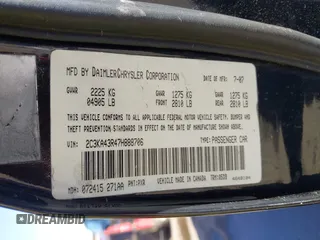 MFD BY DAIMLERCHRYSLER CORPORATION 7-07
GVWR 2225 KG GAWR 1275 KG GAWR 1275 KG
04905 LB FRONT 2810 LB REAR 2810 LB
THIS VEHICLE CONFORMS TO ALL APPLICABLE
FEDERAL MOTOR VEHICLE SAFETY, BUMPER AND
THEFT PREVENTION STANDARDS IN EFFECT ON THE
DATE OF MANUFACTURE SHOWN ABOVE.
VIN: 2C3KA43R47H888706 TYPE: PASSENGER CAR
MDH: 072415 271AA PNT: PXR MADE IN CANADA
DREAMBID